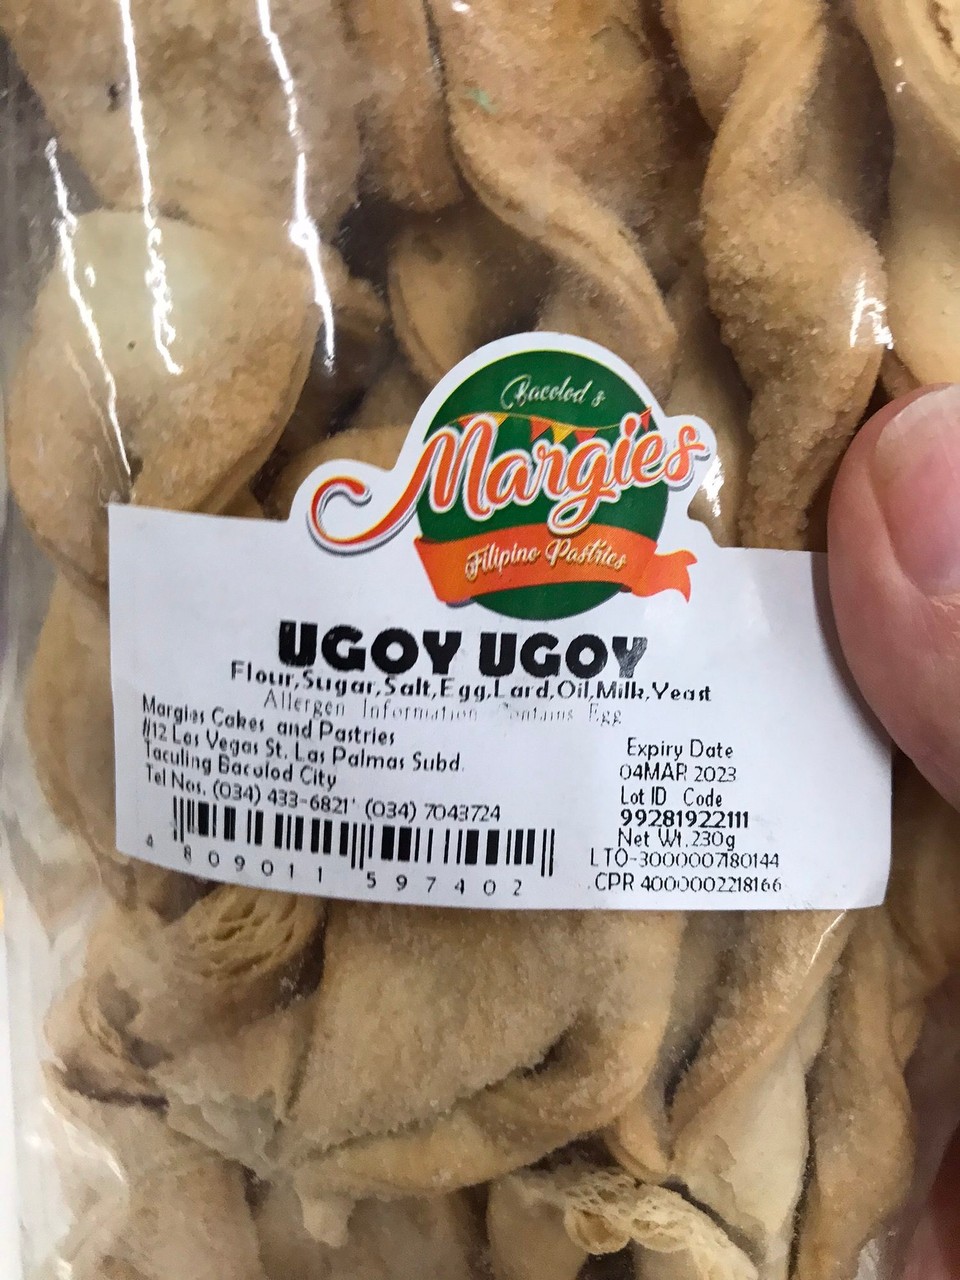 Bacolod's
Margies
Filipino Pastries
UGOY UGOY
Flour,Sugar,Salt,Egg,Lard,Oil,Milk,Yeast
Allergen Information Contains Egg
Margies Cakes and Pastries
#12 Las Vegas St. Las Palmas Subd.
Taculing Bacolod City
Tel Nos. (034) 433-6821' (034) 7043724
4 809011 597402
Expiry Date
04MAR 2023
Lot ID Code
99281922111
Net Wt.230g
LTO-3000007180144
CPR 4000002218166